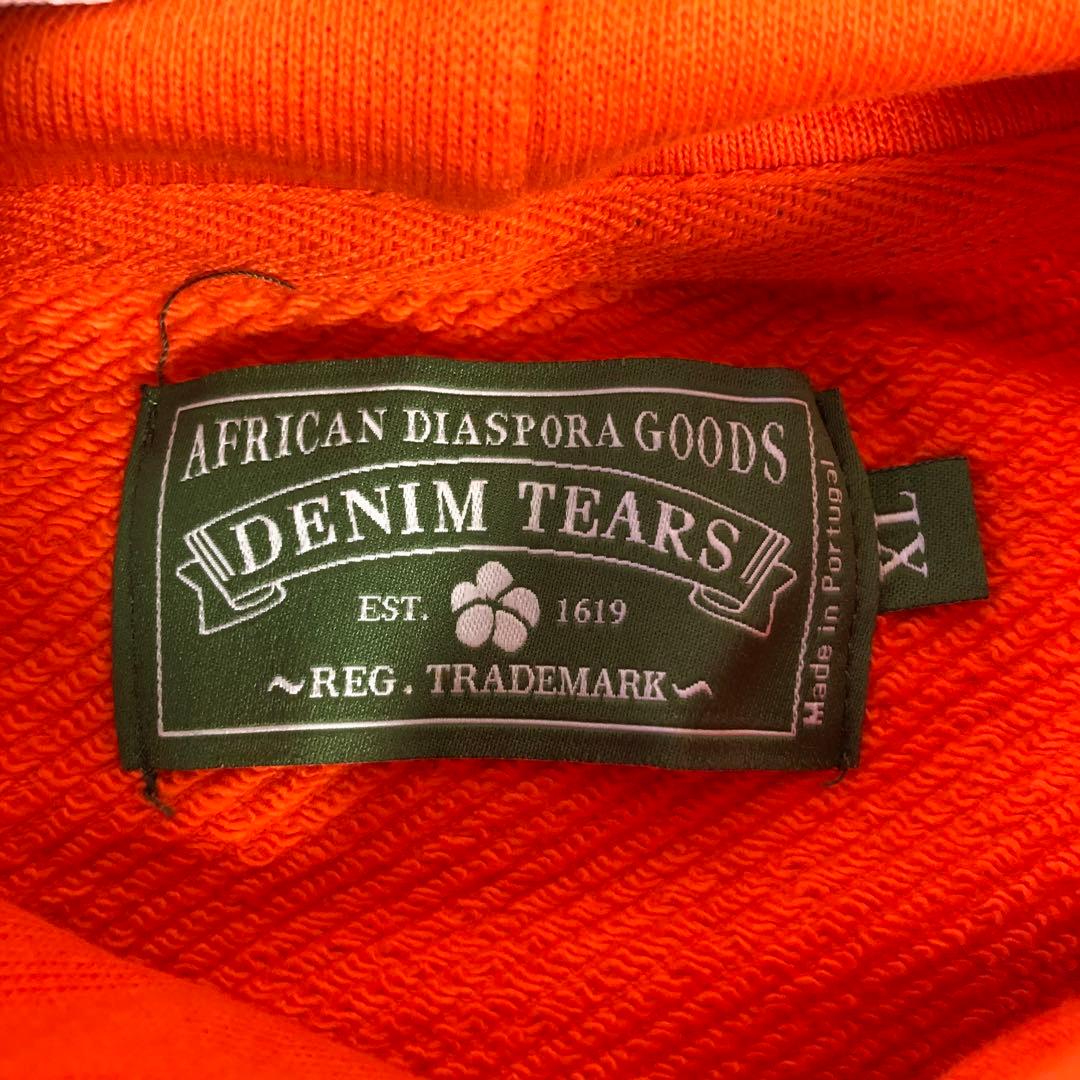 AFRICAN DIASPORA GOODS
DENIM TEARS
EST. 1619
~REG. TRADEMARK~
Made in Portugal
XL